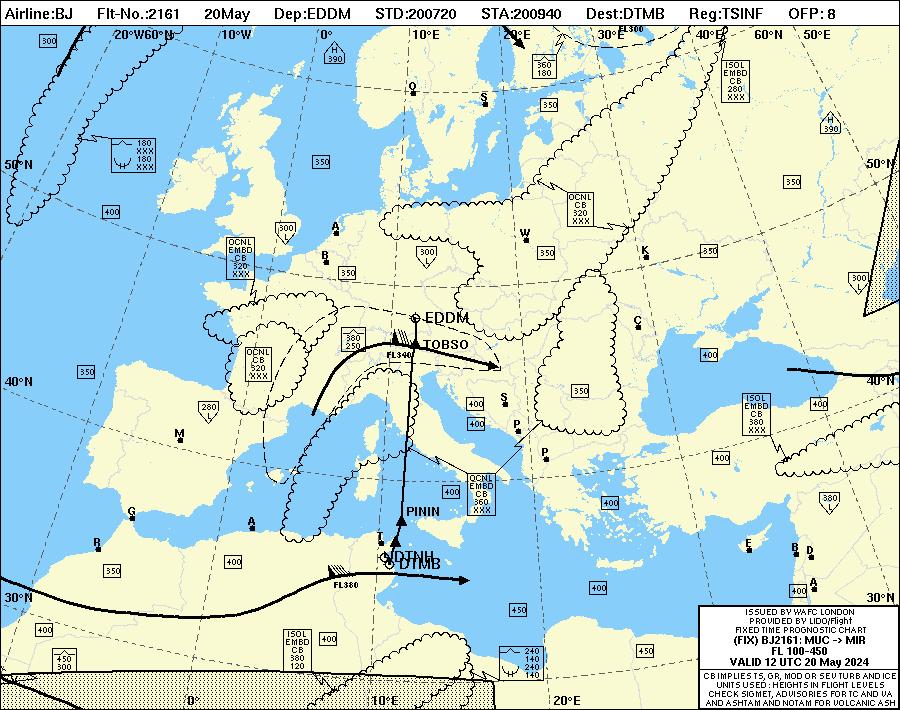 Airline:BJ Flt-No.:2161 20May Dep:EDDM STD:200720 STA:200940 Dest:DTMB Reg:TSINF OFP: 8
20°W60°N 10°W 0° 10°E 20°E FL300 30°E 40°E 60°N 50°E
300
H
390
360
180
ISOL
EMBD
CB
280
XXX
O
S
350
H
390
180
XXX
180
XXX
350
50°N
50°N
350
400
OCNL
CB
320
XXX
A
300
L
W
B
OCNL
EMBD
CB
320
XXX
350
300
L
350
K
350
300
L
EDDM
C
380
250
TOBSO
FL340
OCNL
CB
320
XXX
400
350
40°N
40°N
350
280
L
400
S
400
ISOL
EMBD
CB
380
XXX
400
M
P
P
400
OCNL
EMBD
CB
360
XXX
400
400
380
L
G
A
PININ
R
T
E
B
D
DTNH
DTMB
400
350
FL380
A
400
400
30°N
30°N
450
400
ISOL
EMBD
CB
380
120
400
450
300
240
140
240
140
450
0°
20°E
ISSUED BY WAFC LONDON
PROVIDED BY LIDO/Flight
FIXED TIME PROGNOSTIC CHART
(FIX) BJ2161: MUC -> MIR
FL 100-450
VALID 12 UTC 20 May 2024
CB IMPLIES TS, GR, MOD OR SEV TURB AND ICE
UNITS USED: HEIGHTS IN FLIGHT LEVELS
CHECK SIGMET, ADVISORIES FOR TC AND VA
AND ASHTAM AND NOTAM FOR VOLCANIC ASH